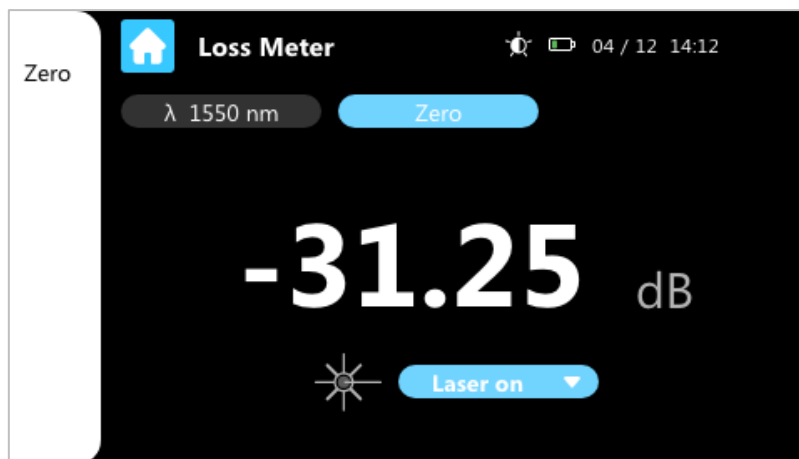 Zero
Loss Meter
04 / 12 14:12
λ 1550 nm
Zero
-31.25 dB
Laser on